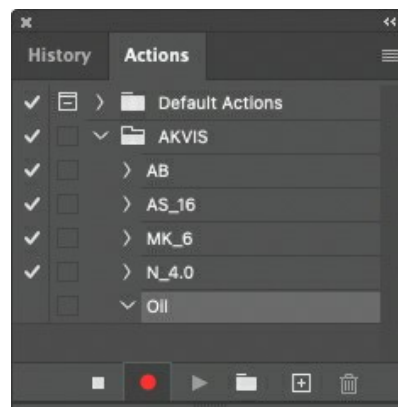 History Actions
Default Actions
AKVIS
AB
AS_16
MK_6
N_4.0
Oil